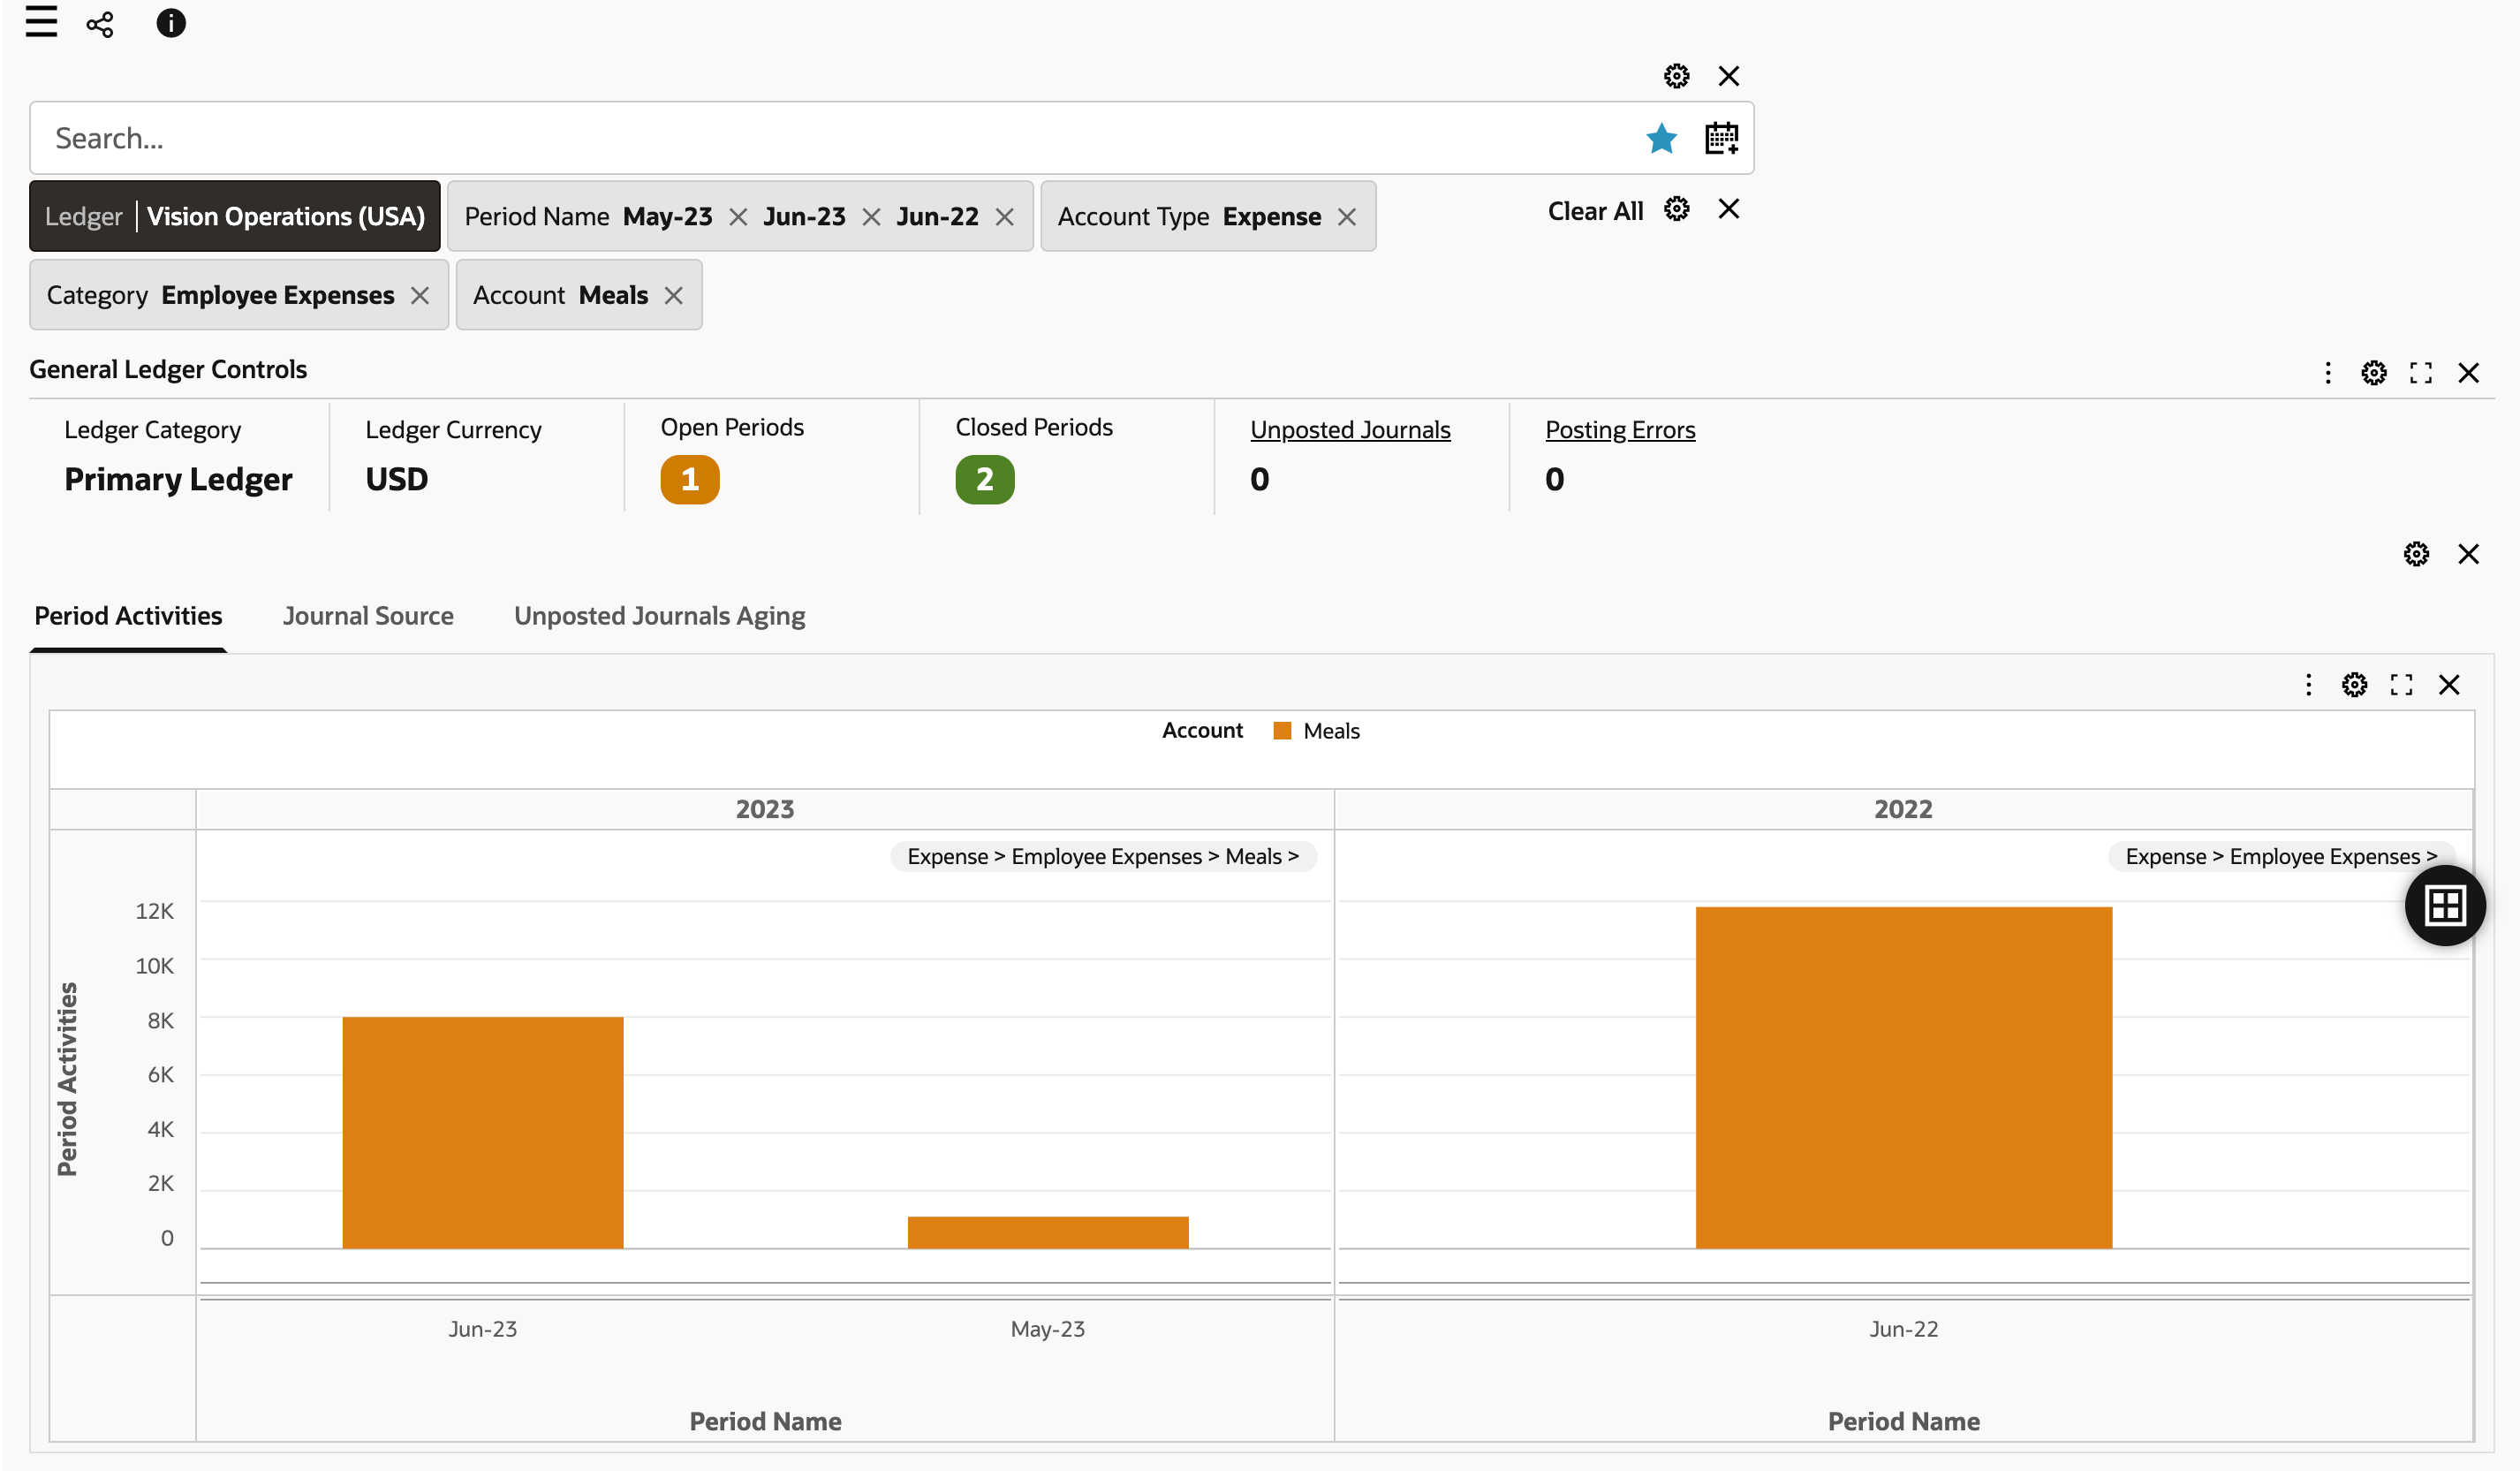 Search...
Ledger | Vision Operations (USA) Period Name May-23 Jun-23 Jun-22 Account Type Expense Clear All
Category Employee Expenses Account Meals
General Ledger Controls
Ledger Category Ledger Currency Open Periods Closed Periods Unposted Journals Posting Errors
Primary Ledger USD 1 2 0 0
Period Activities Journal Source Unposted Journals Aging
Account Meals
2023 2022
Expense > Employee Expenses > Meals > Expense > Employee Expenses >
12K
10K
8K
6K
4K
2K
0
Period Activities
Jun-23 May-23 Jun-22
Period Name Period Name